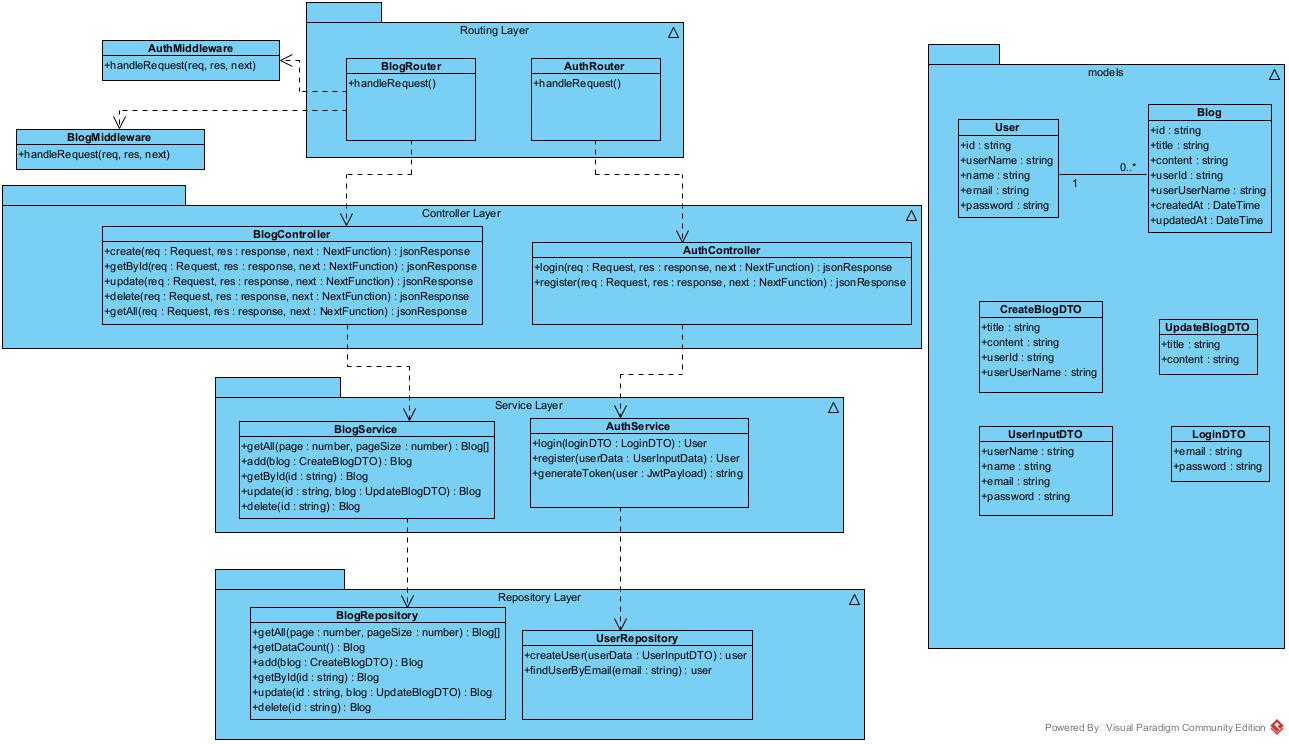 Routing Layer
AuthMiddleware
+handleRequest(req, res, next)
BlogRouter
+handleRequest()
AuthRouter
+handleRequest()
BlogMiddleware
+handleRequest(req, res, next)
Controller Layer
BlogController
+create(req : Request, res : response, next : NextFunction) : jsonResponse
+getById(req : Request, res : response, next : NextFunction) : jsonResponse
+update(req : Request, res : response, next : NextFunction) : jsonResponse
+delete(req : Request, res : response, next : NextFunction) : jsonResponse
+getAll(req : Request, res : response, next : NextFunction) : jsonResponse
AuthController
+login(req : Request, res : response, next : NextFunction) : jsonResponse
+register(req : Request, res : response, next : NextFunction) : jsonResponse
Service Layer
BlogService
+getAll(page : number, pageSize : number) : Blog[]
+add(blog : CreateBlogDTO) : Blog
+getById(id : string) : Blog
+update(id : string, blog : UpdateBlogDTO) : Blog
+delete(id : string) : Blog
AuthService
+login(loginDTO : LoginDTO) : User
+register(userData : UserInputData) : User
+generateToken(user : JwtPayload) : string
Repository Layer
BlogRepository
+getAll(page : number, pageSize : number) : Blog[]
+getDataCount() : Blog
+add(blog : CreateBlogDTO) : Blog
+getById(id : string) : Blog
+update(id : string, blog : UpdateBlogDTO) : Blog
+delete(id : string) : Blog
UserRepository
+createUser(userData : UserInputDTO) : user
+findUserByEmail(email : string) : user
models
User
+id : string
+userName : string
+name : string
+email : string
+password : string
1
0..*
Blog
+id : string
+title : string
+content : string
+userId : string
+userUserName : string
+createdAt : DateTime
+updatedAt : DateTime
CreateBlogDTO
+title : string
+content : string
+userId : string
+userUserName : string
UpdateBlogDTO
+title : string
+content : string
UserInputDTO
+userName : string
+name : string
+email : string
+password : string
LoginDTO
+email : string
+password : string
Powered By Visual Paradigm Community Edition